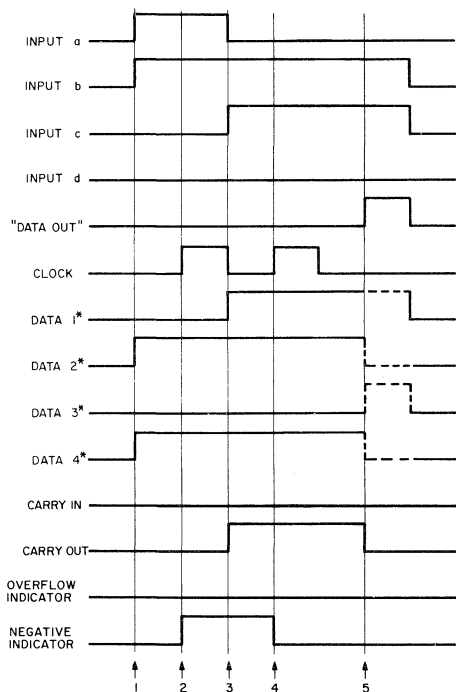 INPUT a
INPUT b
INPUT c
INPUT d
"DATA OUT"
CLOCK
DATA 1*
DATA 2*
DATA 3*
DATA 4*
CARRY IN
CARRY OUT
OVERFLOW
INDICATOR
NEGATIVE
INDICATOR
1 2 3 4 5